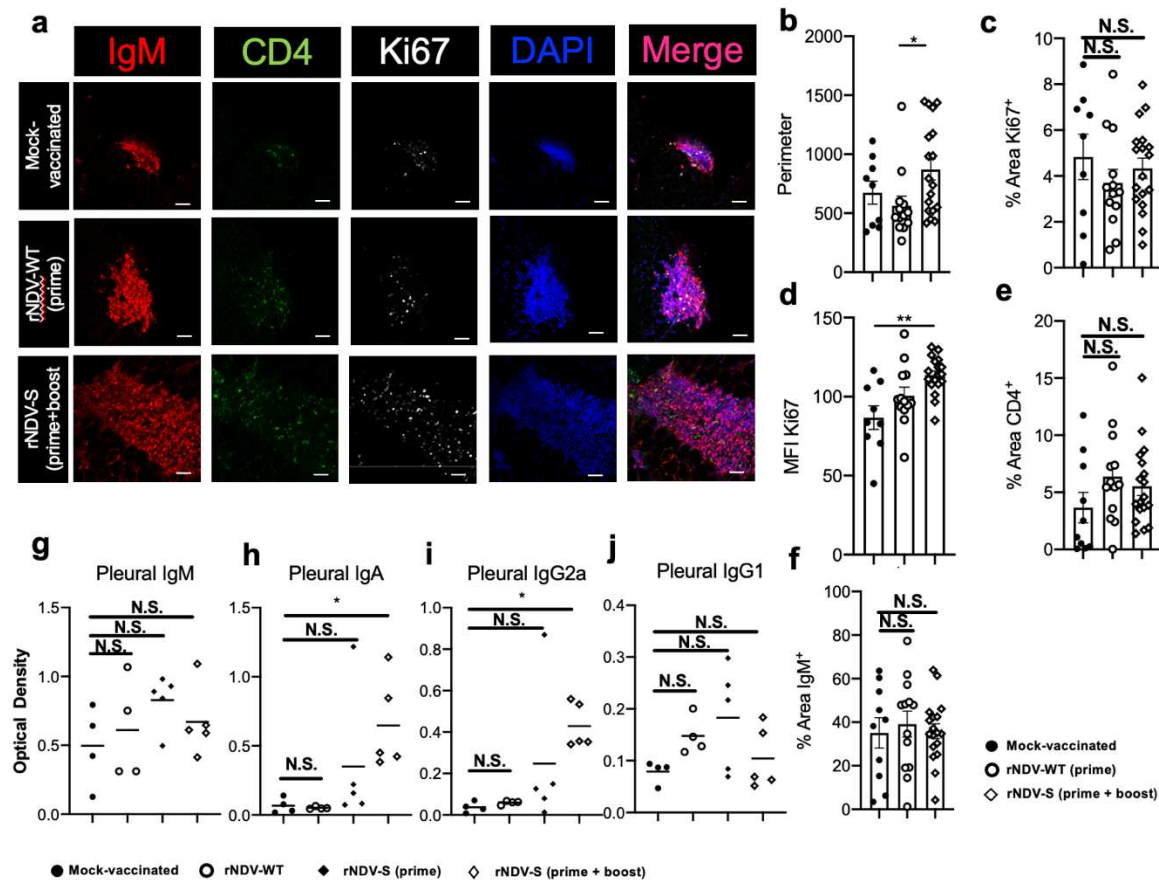 a
IgM
CD4
Ki67
DAPI
Merge
Mock-
vaccinated
rNDV-WT
(prime)
rNDV-S
(prime+boost)
b
*
2000
1500
1000
500
0
Perimeter
c
N.S.
N.S.
10
8
6
4
2
0
% Area Ki67+
d
**
150
100
50
0
MFI Ki67
e
N.S.
N.S.
20
15
10
5
0
% Area CD4+
g
Pleural IgM
N.S.
N.S.
N.S.
1.5
1.0
0.5
0.0
Optical Density
h
Pleural IgA
*
N.S.
N.S.
1.5
1.0
0.5
0.0
i
Pleural IgG2a
*
N.S.
N.S.
1.0
0.8
0.6
0.4
0.2
0.0
j
Pleural IgG1
N.S.
N.S.
N.S.
0.4
0.3
0.2
0.1
0.0
f
N.S.
N.S.
100
80
60
40
20
0
% Area IgM+
Mock-vaccinated
rNDV-WT (prime)
rNDV-S (prime + boost)
Mock-vaccinated
rNDV-WT
rNDV-S (prime)
rNDV-S (prime + boost)